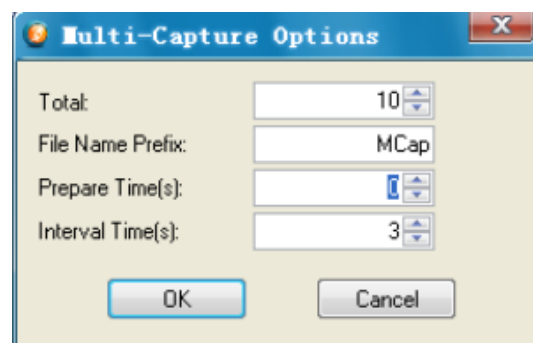 Multi-Capture Options
Total: 10
File Name Prefix: MCap
Prepare Time(s): 0
Interval Time(s): 3
OK Cancel